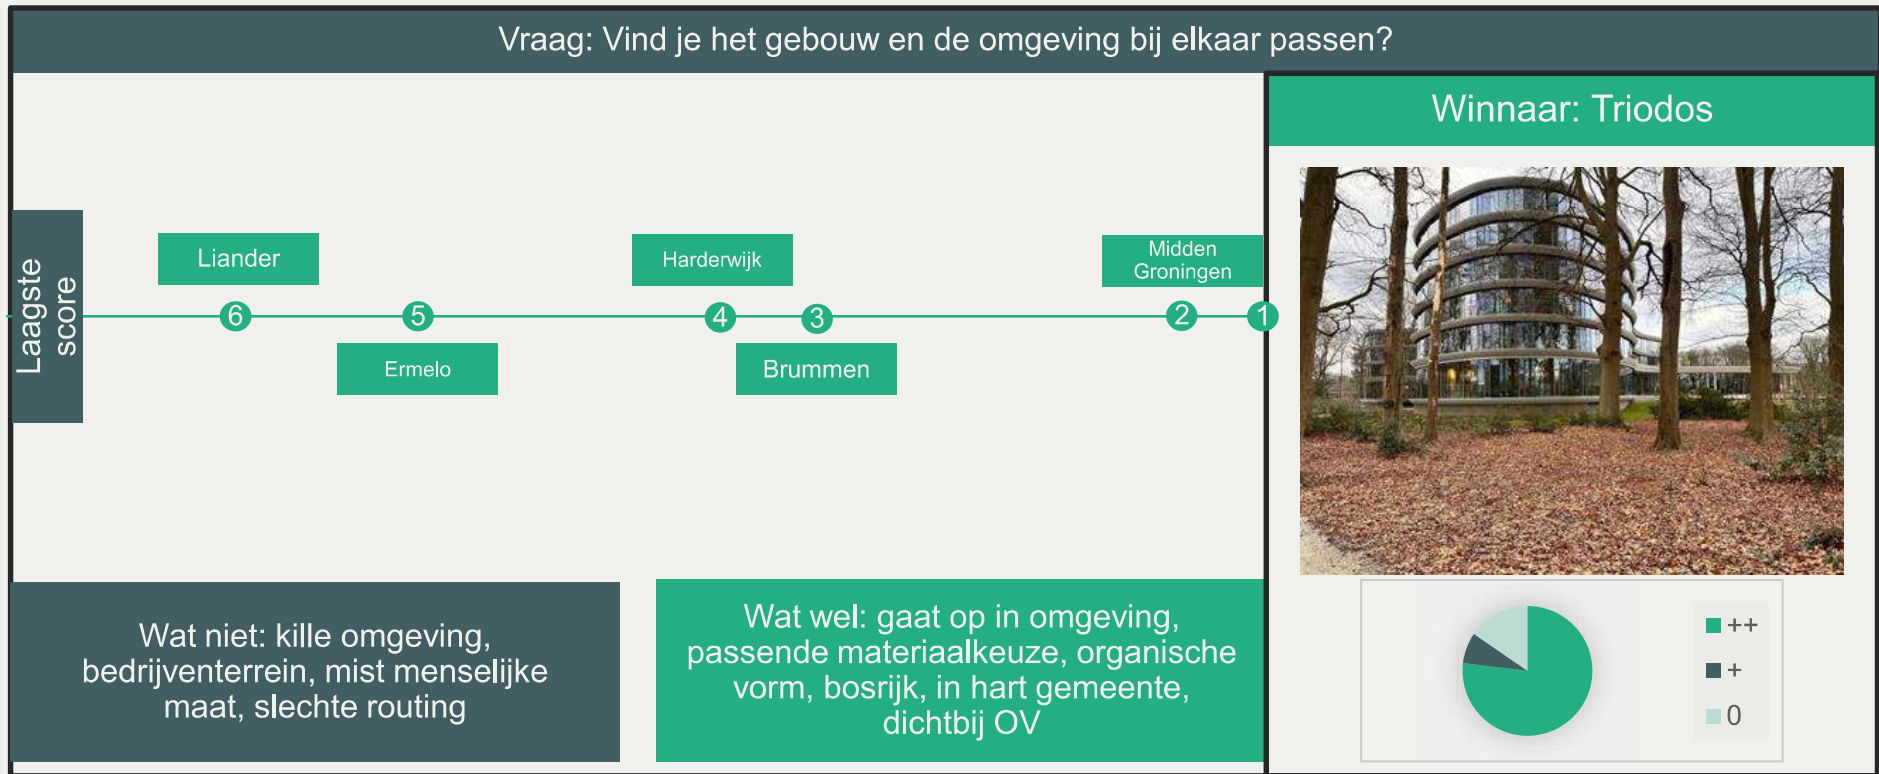 Vraag: Vind je het gebouw en de omgeving bij elkaar passen?
Winnaar: Triodos
Laagste
score
Liander
Harderwijk
Midden
Groningen
6
5
4
3
2
1
Ermelo
Brummen
Wat niet: kille omgeving,
bedrijventerrein, mist menselijke
maat, slechte routing
Wat wel: gaat op in omgeving,
passende materiaalkeuze, organische
vorm, bosrijk, in hart gemeente,
dichtbij OV
++
+
0